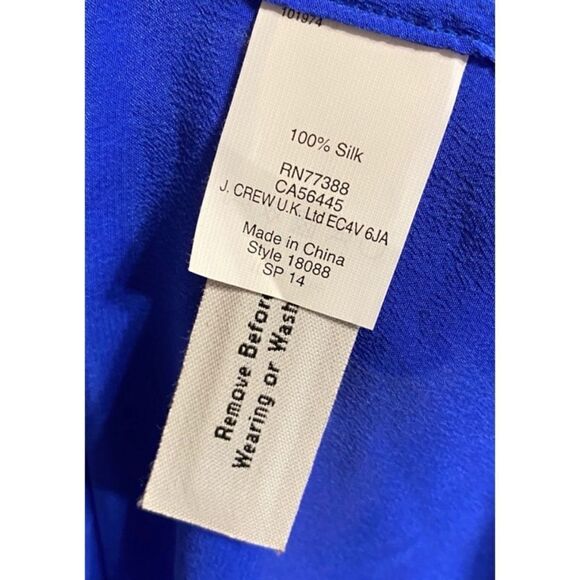 101974
100% Silk
RN77388
CA56445
J. CREW U.K. Ltd EC4V 6JA
Made in China
Style 18088
SP 14
Remove Before
Wearing or Wash